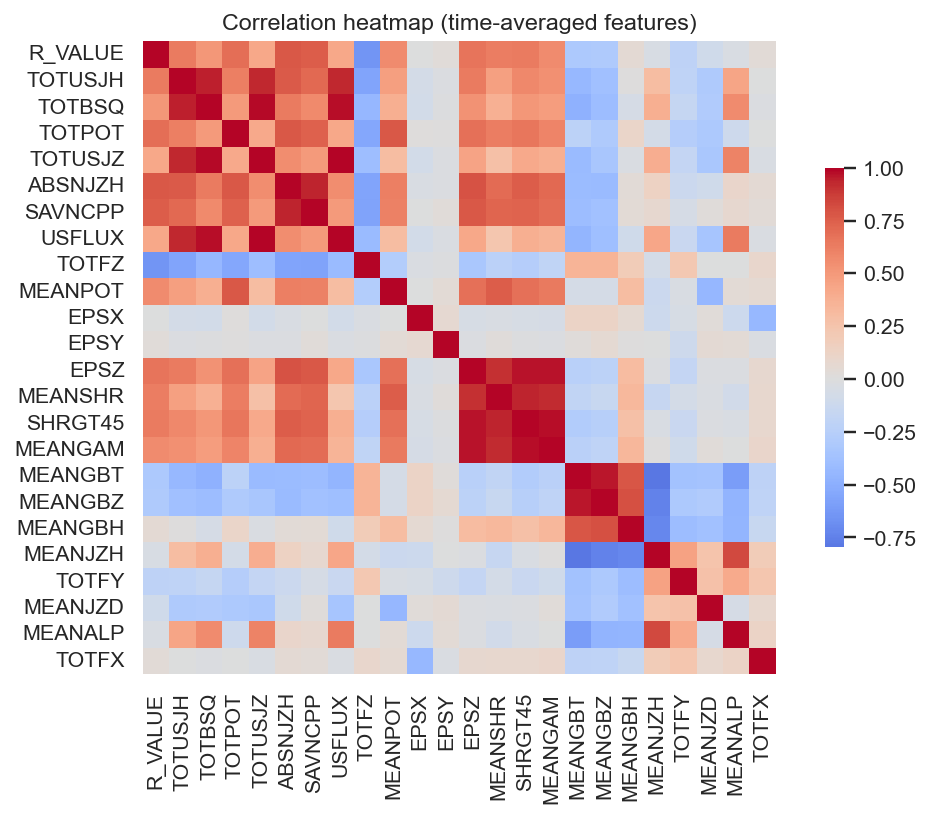 Correlation heatmap (time-averaged features)
R_VALUE
TOTUSJH
TOTBSQ
TOTPOT
TOTUSJZ
ABSNJZH
SAVNCPP
USFLUX
TOTFZ
MEANPOT
EPSX
EPSY
EPSZ
MEANSHR
SHRGT45
MEANGAM
MEANGBT
MEANGBZ
MEANGBH
MEANJZH
TOTFY
MEANJZD
MEANALP
TOTFX
R_VALUE
TOTUSJH
TOTBSQ
TOTPOT
TOTUSJZ
ABSNJZH
SAVNCPP
USFLUX
TOTFZ
MEANPOT
EPSX
EPSY
EPSZ
MEANSHR
SHRGT45
MEANGAM
MEANGBT
MEANGBZ
MEANGBH
MEANJZH
TOTFY
MEANJZD
MEANALP
TOTFX
1.00
0.75
0.50
0.25
0.00
−0.25
−0.50
−0.75